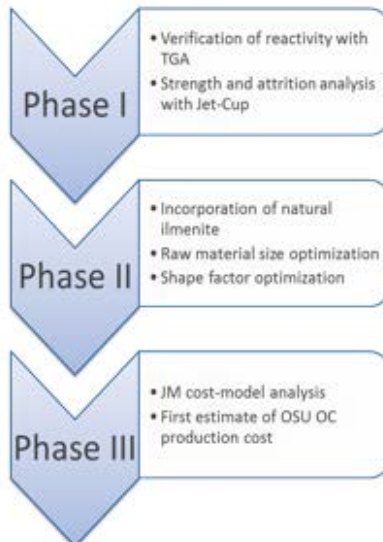 Phase I
• Verification of reactivity with
TGA
• Strength and attrition analysis
with Jet-Cup
Phase II
• Incorporation of natural
ilmenite
• Raw material size optimization
• Shape factor optimization
Phase III
• JM cost-model analysis
• First estimate of OSU OC
production cost